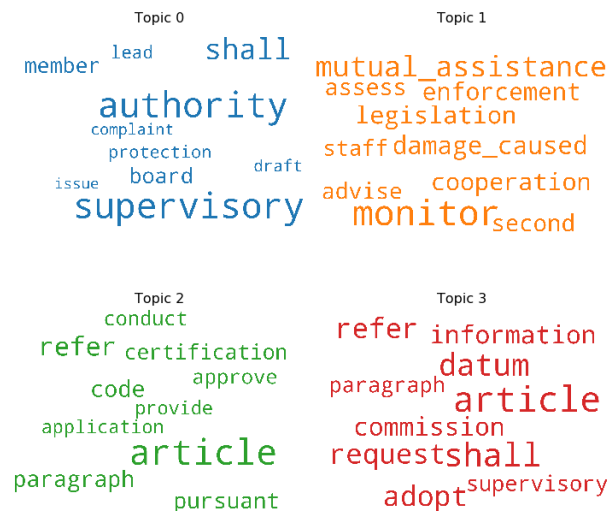 Topic 0
lead
shall
member
authority
complaint
protection
draft
board
issue
supervisory
Topic 1
mutual_assistance
assess enforcement
legislation
staff damage_caused
advise cooperation
monitor second
Topic 2
conduct
refer certification
approve
code
provide
application
article
paragraph
pursuant
Topic 3
refer information
datum
paragraph article
commission
request shall
adopt supervisory